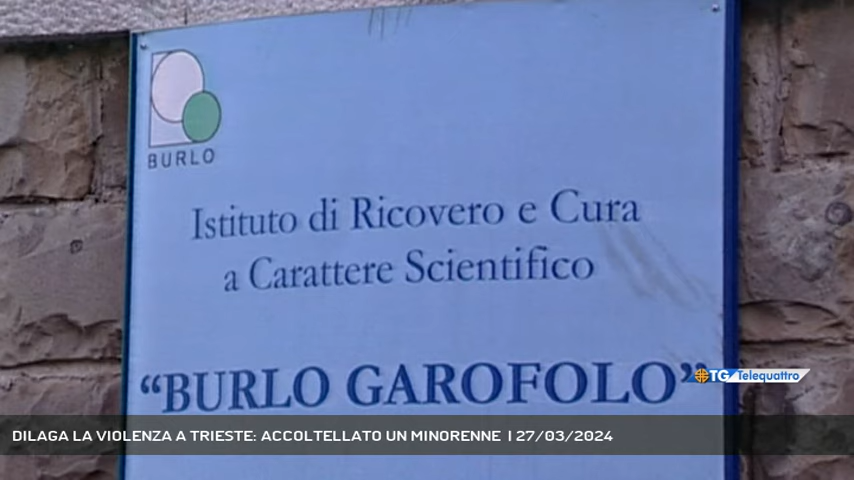 BURLO
Istituto di Ricovero e Cura
a Carattere Scientifico
“BURLO GAROFOLO”
TG Telequattro
DILAGA LA VIOLENZA A TRIESTE: ACCOLTELLATO UN MINORENNE | 27/03/2024